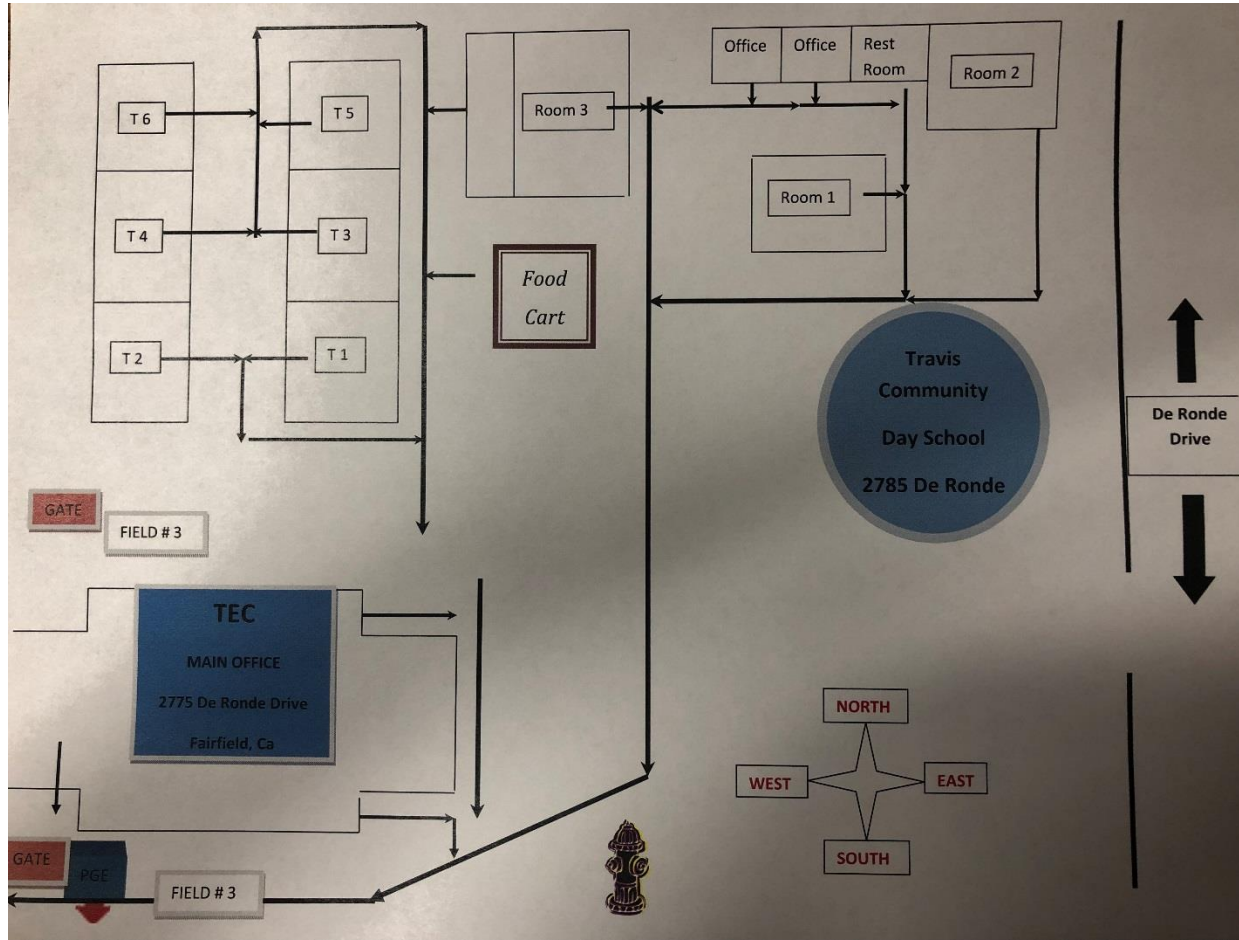 Office
Office
Rest
Room
Room 2
T 6
T 5
Room 3
Room 1
T 4
T 3
Food
Cart
T 2
T 1
Travis
Community
Day School
2785 De Ronde
De Ronde
Drive
GATE
FIELD # 3
TEC
MAIN OFFICE
2775 De Ronde Drive
Fairfield, Ca
NORTH
WEST
EAST
SOUTH
GATE
PGE
FIELD # 3